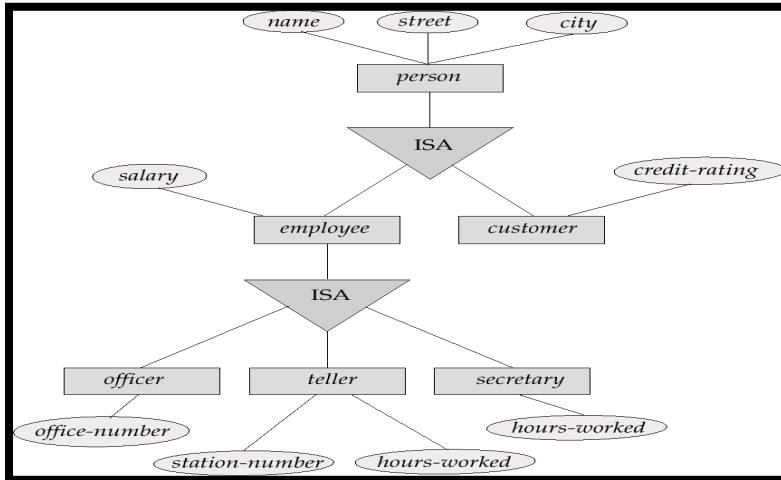 name street city
person
ISA
salary credit-rating
employee customer
ISA
officer teller secretary
office-number hours-worked
station-number hours-worked